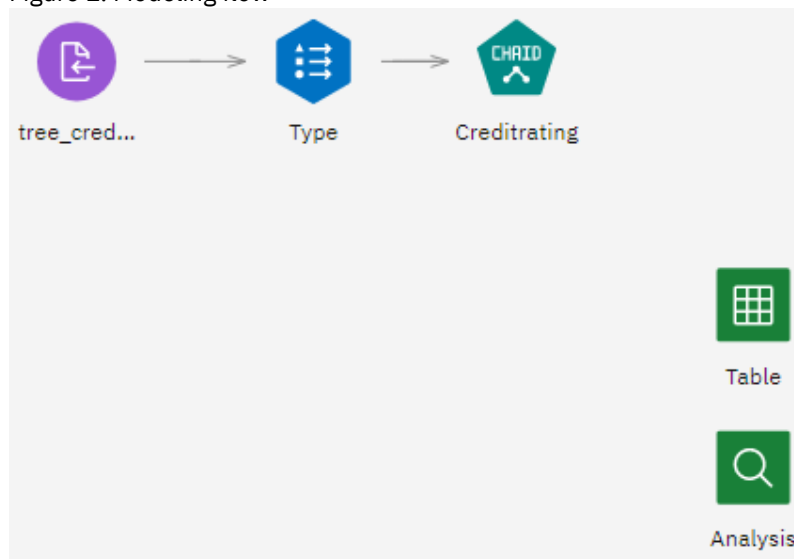 tree_cred...
Type
CHAID
Creditrating
Table
Analysis